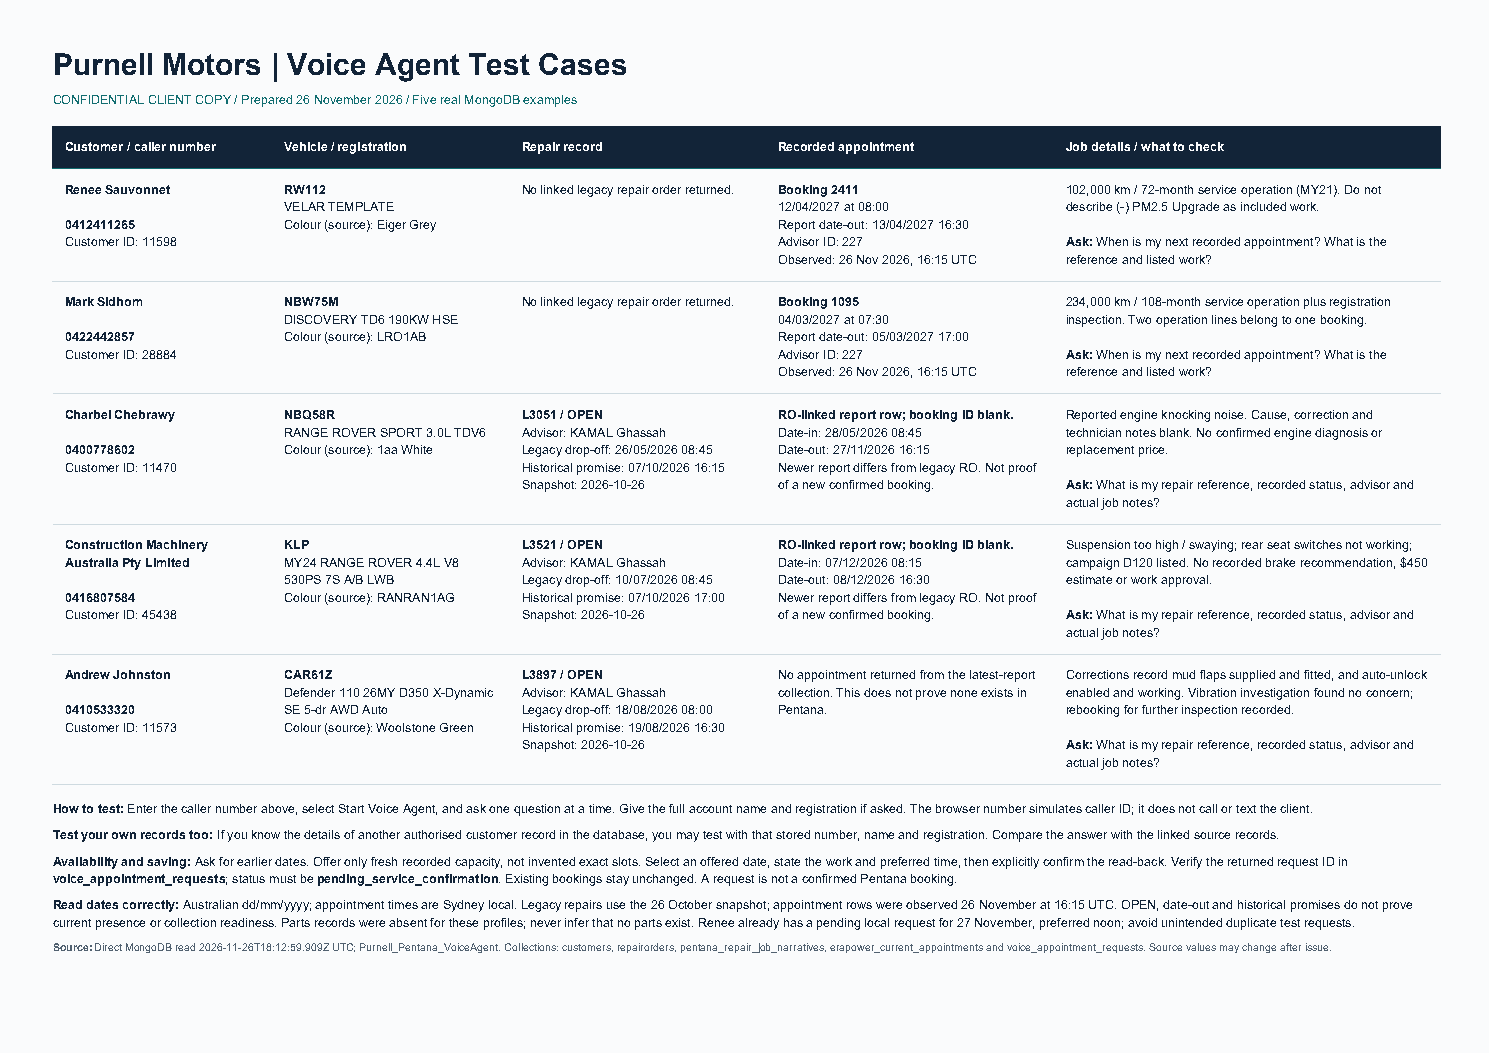 Purnell Motors | Voice Agent Test Cases
CONFIDENTIAL CLIENT COPY / Prepared 26 November 2026 / Five real MongoDB examples
Customer / caller number
Vehicle / registration
Repair record
Recorded appointment
Job details / what to check
Renee Sauvonnet
0412411265
Customer ID: 11598
RW112
VELAR TEMPLATE
Colour (source): Eiger Grey
No linked legacy repair order returned.
Booking 2411
12/04/2027 at 08:00
Report date-out: 13/04/2027 16:30
Advisor ID: 227
Observed: 26 Nov 2026, 16:15 UTC
102,000 km / 72-month service operation (MY21). Do not
describe (-) PM2.5 Upgrade as included work.
Ask: When is my next recorded appointment? What is the
reference and listed work?
Mark Sidhom
0422442857
Customer ID: 28884
NBW75M
DISCOVERY TD6 190KW HSE
Colour (source): LRO1AB
No linked legacy repair order returned.
Booking 1095
04/03/2027 at 07:30
Report date-out: 05/03/2027 17:00
Advisor ID: 227
Observed: 26 Nov 2026, 16:15 UTC
234,000 km / 108-month service operation plus registration
inspection. Two operation lines belong to one booking.
Ask: When is my next recorded appointment? What is the
reference and listed work?
Charbel Chebrawy
0400778602
Customer ID: 11470
NBQ58R
RANGE ROVER SPORT 3.0L TDV6
Colour (source): 1aa White
L3051 / OPEN
Advisor: KAMAL Ghassah
Legacy drop-off: 26/05/2026 08:45
Historical promise: 07/10/2026 16:15
Snapshot: 2026-10-26
RO-linked report row; booking ID blank.
Date-in: 28/05/2026 08:45
Date-out: 27/11/2026 16:15
Newer report differs from legacy RO. Not proof
of a new confirmed booking.
Reported engine knocking noise. Cause, correction and
technician notes blank. No confirmed engine diagnosis or
replacement price.
Ask: What is my repair reference, recorded status, advisor and
actual job notes?
Construction Machinery
Australia Pty Limited
0416807584
Customer ID: 45438
KLP
MY24 RANGE ROVER 4.4L V8
530PS 7S A/B LWB
Colour (source): RANRAN1AG
L3521 / OPEN
Advisor: KAMAL Ghassah
Legacy drop-off: 10/07/2026 08:45
Historical promise: 07/10/2026 17:00
Snapshot: 2026-10-26
RO-linked report row; booking ID blank.
Date-in: 07/12/2026 08:15
Date-out: 08/12/2026 16:30
Newer report differs from legacy RO. Not proof
of a new confirmed booking.
Suspension too high / swaying; rear seat switches not working;
campaign D120 listed. No recorded brake recommendation, $450
estimate or work approval.
Ask: What is my repair reference, recorded status, advisor and
actual job notes?
Andrew Johnston
0410533320
Customer ID: 11573
CAR61Z
Defender 110 26MY D350 X-Dynamic
SE 5-dr AWD Auto
Colour (source): Woolstone Green
L3897 / OPEN
Advisor: KAMAL Ghassah
Legacy drop-off: 18/08/2026 08:00
Historical promise: 19/08/2026 16:30
Snapshot: 2026-10-26
No appointment returned from the latest-report
collection. This does not prove none exists in
Pentana.
Corrections record mud flaps supplied and fitted, and auto-unlock
enabled and working. Vibration investigation found no concern;
rebooking for further inspection recorded.
Ask: What is my repair reference, recorded status, advisor and
actual job notes?
How to test: Enter the caller number above, select Start Voice Agent, and ask one question at a time. Give the full account name and registration if asked. The browser number simulates caller ID; it does not call or text the client.
Test your own records too: If you know the details of another authorised customer record in the database, you may test with that stored number, name and registration. Compare the answer with the linked source records.
Availability and saving: Ask for earlier dates. Offer only fresh recorded capacity, not invented exact slots. Select an offered date, state the work and preferred time, then explicitly confirm the read-back. Verify the returned request ID in
voice_appointment_requests; status must be pending_service_confirmation. Existing bookings stay unchanged. A request is not a confirmed Pentana booking.
Read dates correctly: Australian dd/mm/yyyy; appointment times are Sydney local. Legacy repairs use the 26 October snapshot; appointment rows were observed 26 November at 16:15 UTC. OPEN, date-out and historical promises do not prove
current presence or collection readiness. Parts records were absent for these profiles; never infer that no parts exist. Renee already has a pending local request for 27 November, preferred noon; avoid unintended duplicate test requests.
Source: Direct MongoDB read 2026-11-26T18:12:59.909Z UTC; Purnell_Pentana_VoiceAgent. Collections: customers, repairorders, pentana_repair_job_narratives, erapower_current_appointments and voice_appointment_requests. Source values may change after issue.